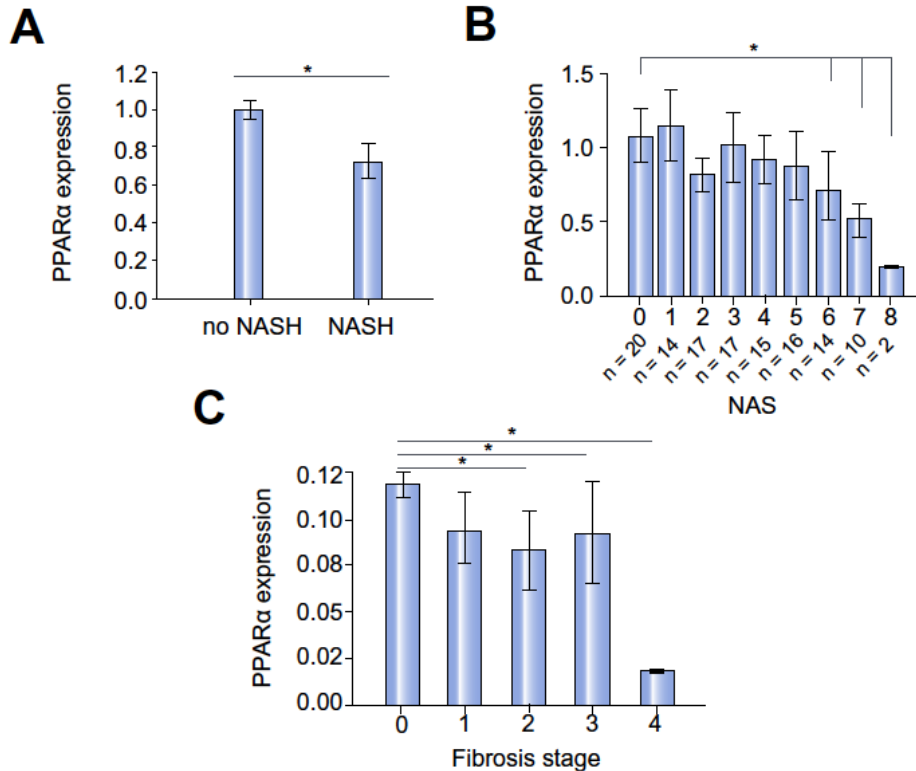 A
PPARα expression
1.2
1.0
0.8
0.6
0.4
0.2
0.0
*
no NASH NASH
B
PPARα expression
1.5
1.0
0.5
0.0
*
0 1 2 3 4 5 6 7 8
n = 20 n = 14 n = 17 n = 17 n = 15 n = 16 n = 14 n = 10 n = 2
NAS
C
PPARα expression
0.12
0.10
0.08
0.05
0.02
0.00
*
*
*
0 1 2 3 4
Fibrosis stage